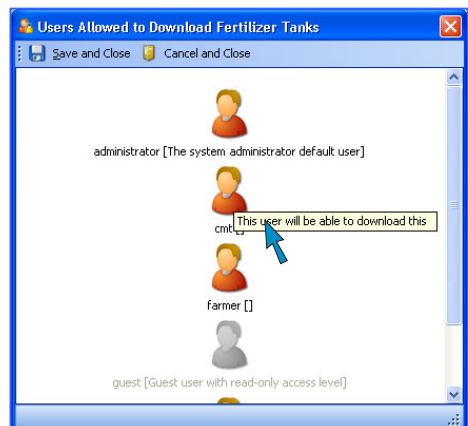 Users Allowed to Download Fertilizer Tanks
Save and Close Cancel and Close
administrator [The system administrator default user]
This user will be able to download this
cmt []
farmer []
guest [Guest user with read-only access level]